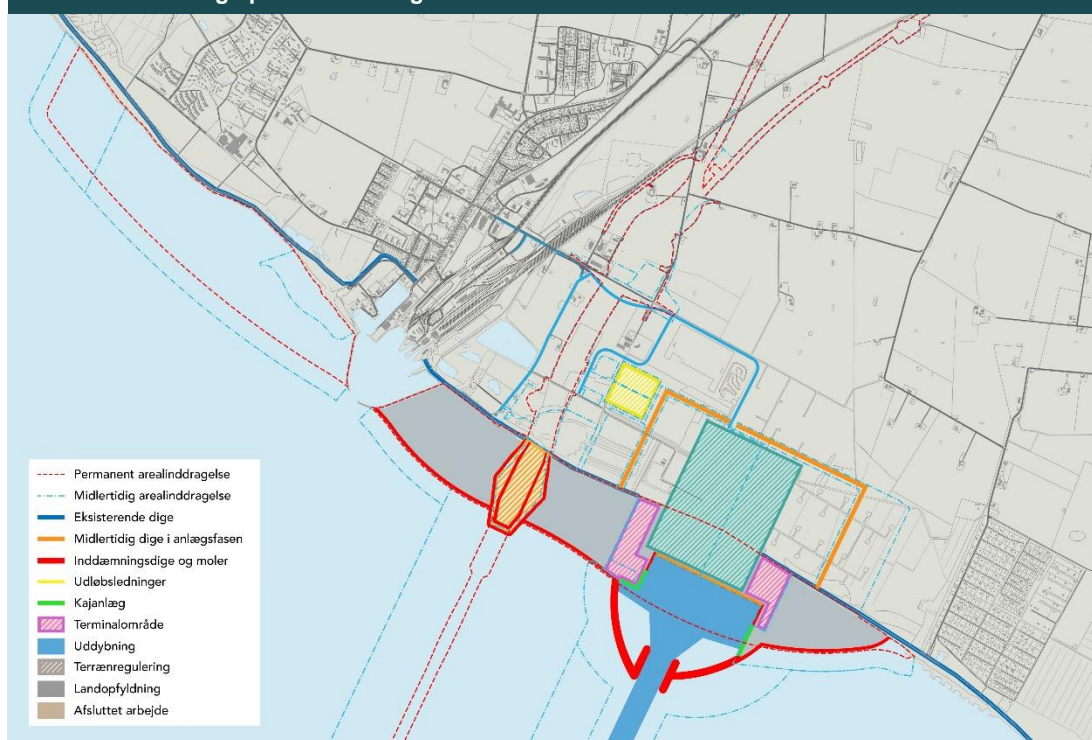 Permanent arealinddragelse
Midlertidig arealinddragelse
Eksisterende dige
Midlertidig dige i anlægsfasen
Inddæmningsdige og moler
Udløbsledninger
Kajanlæg
Terminalområde
Uddybning
Terrænregulering
Landopfyldning
Afsluttet arbejde